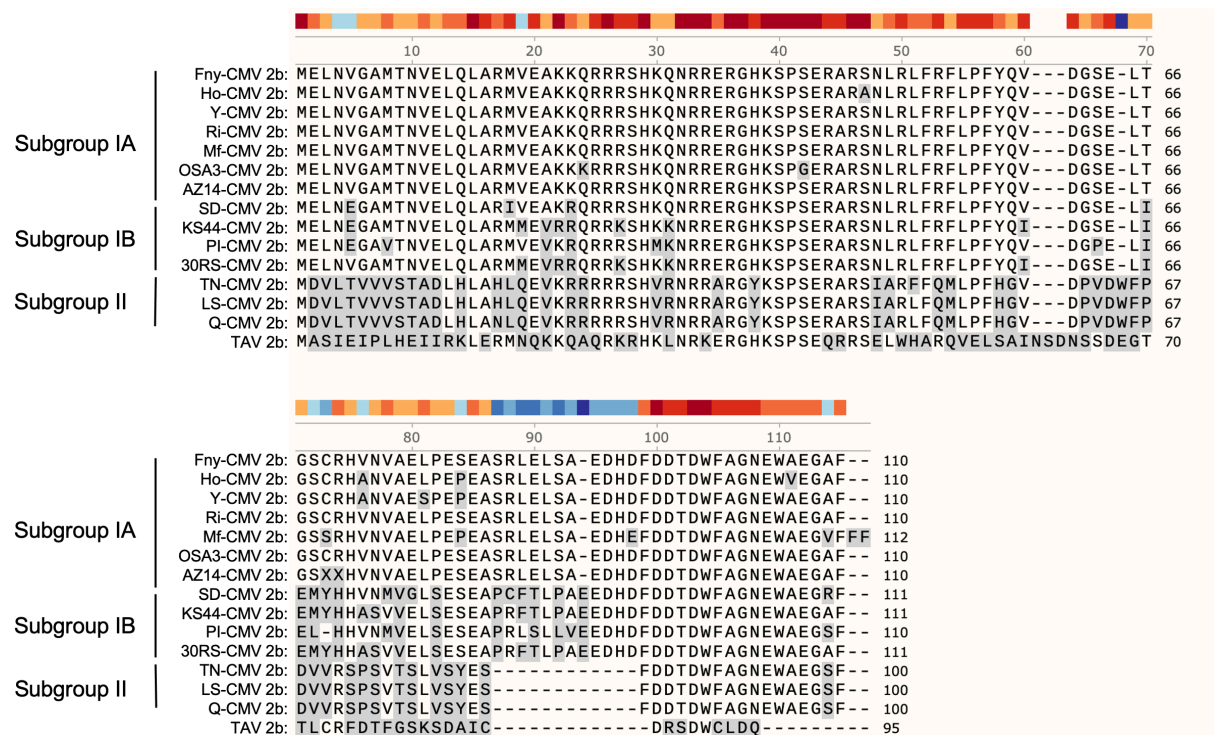 10 20 30 40 50 60 70
Fny-CMV 2b: MELNVGAMTNVELQLARMVEAKKQRRRSHKQNRRERGHKSPSERARSNLRLFRFLPFYQV---DGSE-LT 66
Ho-CMV 2b: MELNVGAMTNVELQLARMVEAKKQRRRSHKQNRRERGHKSPSERARANLRLFRFLPFYQV---DGSE-LT 66
Y-CMV 2b: MELNVGAMTNVELQLARMVEAKKQRRRSHKQNRRERGHKSPSERARSNLRLFRFLPFYQV---DGSE-LT 66
Ri-CMV 2b: MELNVGAMTNVELQLARMVEAKKQRRRSHKQNRRERGHKSPSERARSNLRLFRFLPFYQV---DGSE-LT 66
Subgroup IA
Mf-CMV 2b: MELNVGAMTNVELQLARMVEAKKQRRRSHKQNRRERGHKSPSERARSNLRLFRFLPFYQV---DGSE-LT 66
OSA3-CMV 2b: MELNVGAMTNVELQLARMVEAKKKRRRSHKQNRRERGHKSPGERARSNLRLFRFLPFYQV---DGSE-LT 66
AZ14-CMV 2b: MELNVGAMTNVELQLARMVEAKKQRRRSHKQNRRERGHKSPSERARSNLRLFRFLPFYQV---DGSE-LT 66
SD-CMV 2b: MELNEGAMTNVELQLARIVEAKRQRRRSHKQNRRERGHKSPSERARSNLRLFRFLPFYQV---DGSE-LI 66
KS44-CMV 2b: MELNEGAMTNVELQLARMMEVRRQRRKSHKKNRRERGHKSPSERARSNLRLFRFLPFYQI---DGSE-LI 66
Subgroup IB
PI-CMV 2b: MELNEGAVTNVELQLARMVEVKRQRRRSHMKNRRERGHKSPSERARSNLRLFRFLPFYQV---DGPE-LI 66
30RS-CMV 2b: MELNVGAMTNVELQLARMMEVRRQRRKSHKKNRRERGHKSPSERARSNLRLFRFLPFYQI---DGSE-LI 66
TN-CMV 2b: MDVLTVVVSTADLHLAHLQEVKRRRRRSHVRNRRARGYKSPSERARSIARFFQMLPFHGV---DPVDWFP 67
Subgroup II
LS-CMV 2b: MDVLTVVVSTADLHLAHLQEVKRRRRRSHVRNRRARGYKSPSERARSIARLFQMLPFHGV---DPVDWFP 67
Q-CMV 2b: MDVLTVVVSTADLHLANLQEVKRRRRRSHVRNRRARGYKSPSERARSIARLFQMLPFHGV---DPVDWFP 67
TAV 2b: MASIEIPLHEIIRKLERMNQKKQAQRKRHKLNRKERGHKSPSEQRRSELWHARQVELSAINSDNSSDEGT 70
80 90 100 110
Fny-CMV 2b: GSCRHVNVAELPESEASRLELSA-EDHDFDDTDWFAGNEWAEGAF-- 110
Ho-CMV 2b: GSCRHANVAELPEPEASRLELSA-EDHDFDDTDWFAGNEWVEGAF-- 110
Y-CMV 2b: GSCRHANVAESPEPEASRLELSA-EDHDFDDTDWFAGNEWAEGAF-- 110
Ri-CMV 2b: GSCRHVNVAELPESEASRLELSA-EDHDFDDTDWFAGNEWAEGAF-- 110
Subgroup IA
Mf-CMV 2b: GSSRHVNVAELPEPEASRLELSA-EDHEFDDTDWFAGNEWAEGVFFF 112
OSA3-CMV 2b: GSCRHVNVAELPESEASRLELSA-EDHDFDDTDWFAGNEWAEGAF-- 110
AZ14-CMV 2b: GSXXHVNVAELPESEASRLELSA-EDHDFDDTDWFAGNEWAEGAF-- 110
SD-CMV 2b: EMYHHVNMVGLSESEAPCFTLPAEEDHDFDDTDWFAGNEWAEGRF-- 111
KS44-CMV 2b: EMYHHASVVELSESEAPRFTLPAEEDHDFDDTDWFAGNEWAEGAF-- 111
Subgroup IB
PI-CMV 2b: EL-HHVNMVELSESEAPRLSLLVEEDHDFDDTDWFAGNEWAEGSF-- 110
30RS-CMV 2b: EMYHHASVVELSESEAPRFTLPAEEDHDFDDTDWFAGNEWAEGAF-- 111
TN-CMV 2b: DVVRSPSVTSLVSYES------------FDDTDWFAGNEWAEGSF-- 100
Subgroup II
LS-CMV 2b: DVVRSPSVTSLVSYES------------FDDTDWFAGNEWAEGSF-- 100
Q-CMV 2b: DVVRSPSVTSLVSYES------------FDDTDWFAGNEWAEGSF-- 100
TAV 2b: TLCRFDTFGSKSDAIC-------------DRSDWCLDQ--------- 95